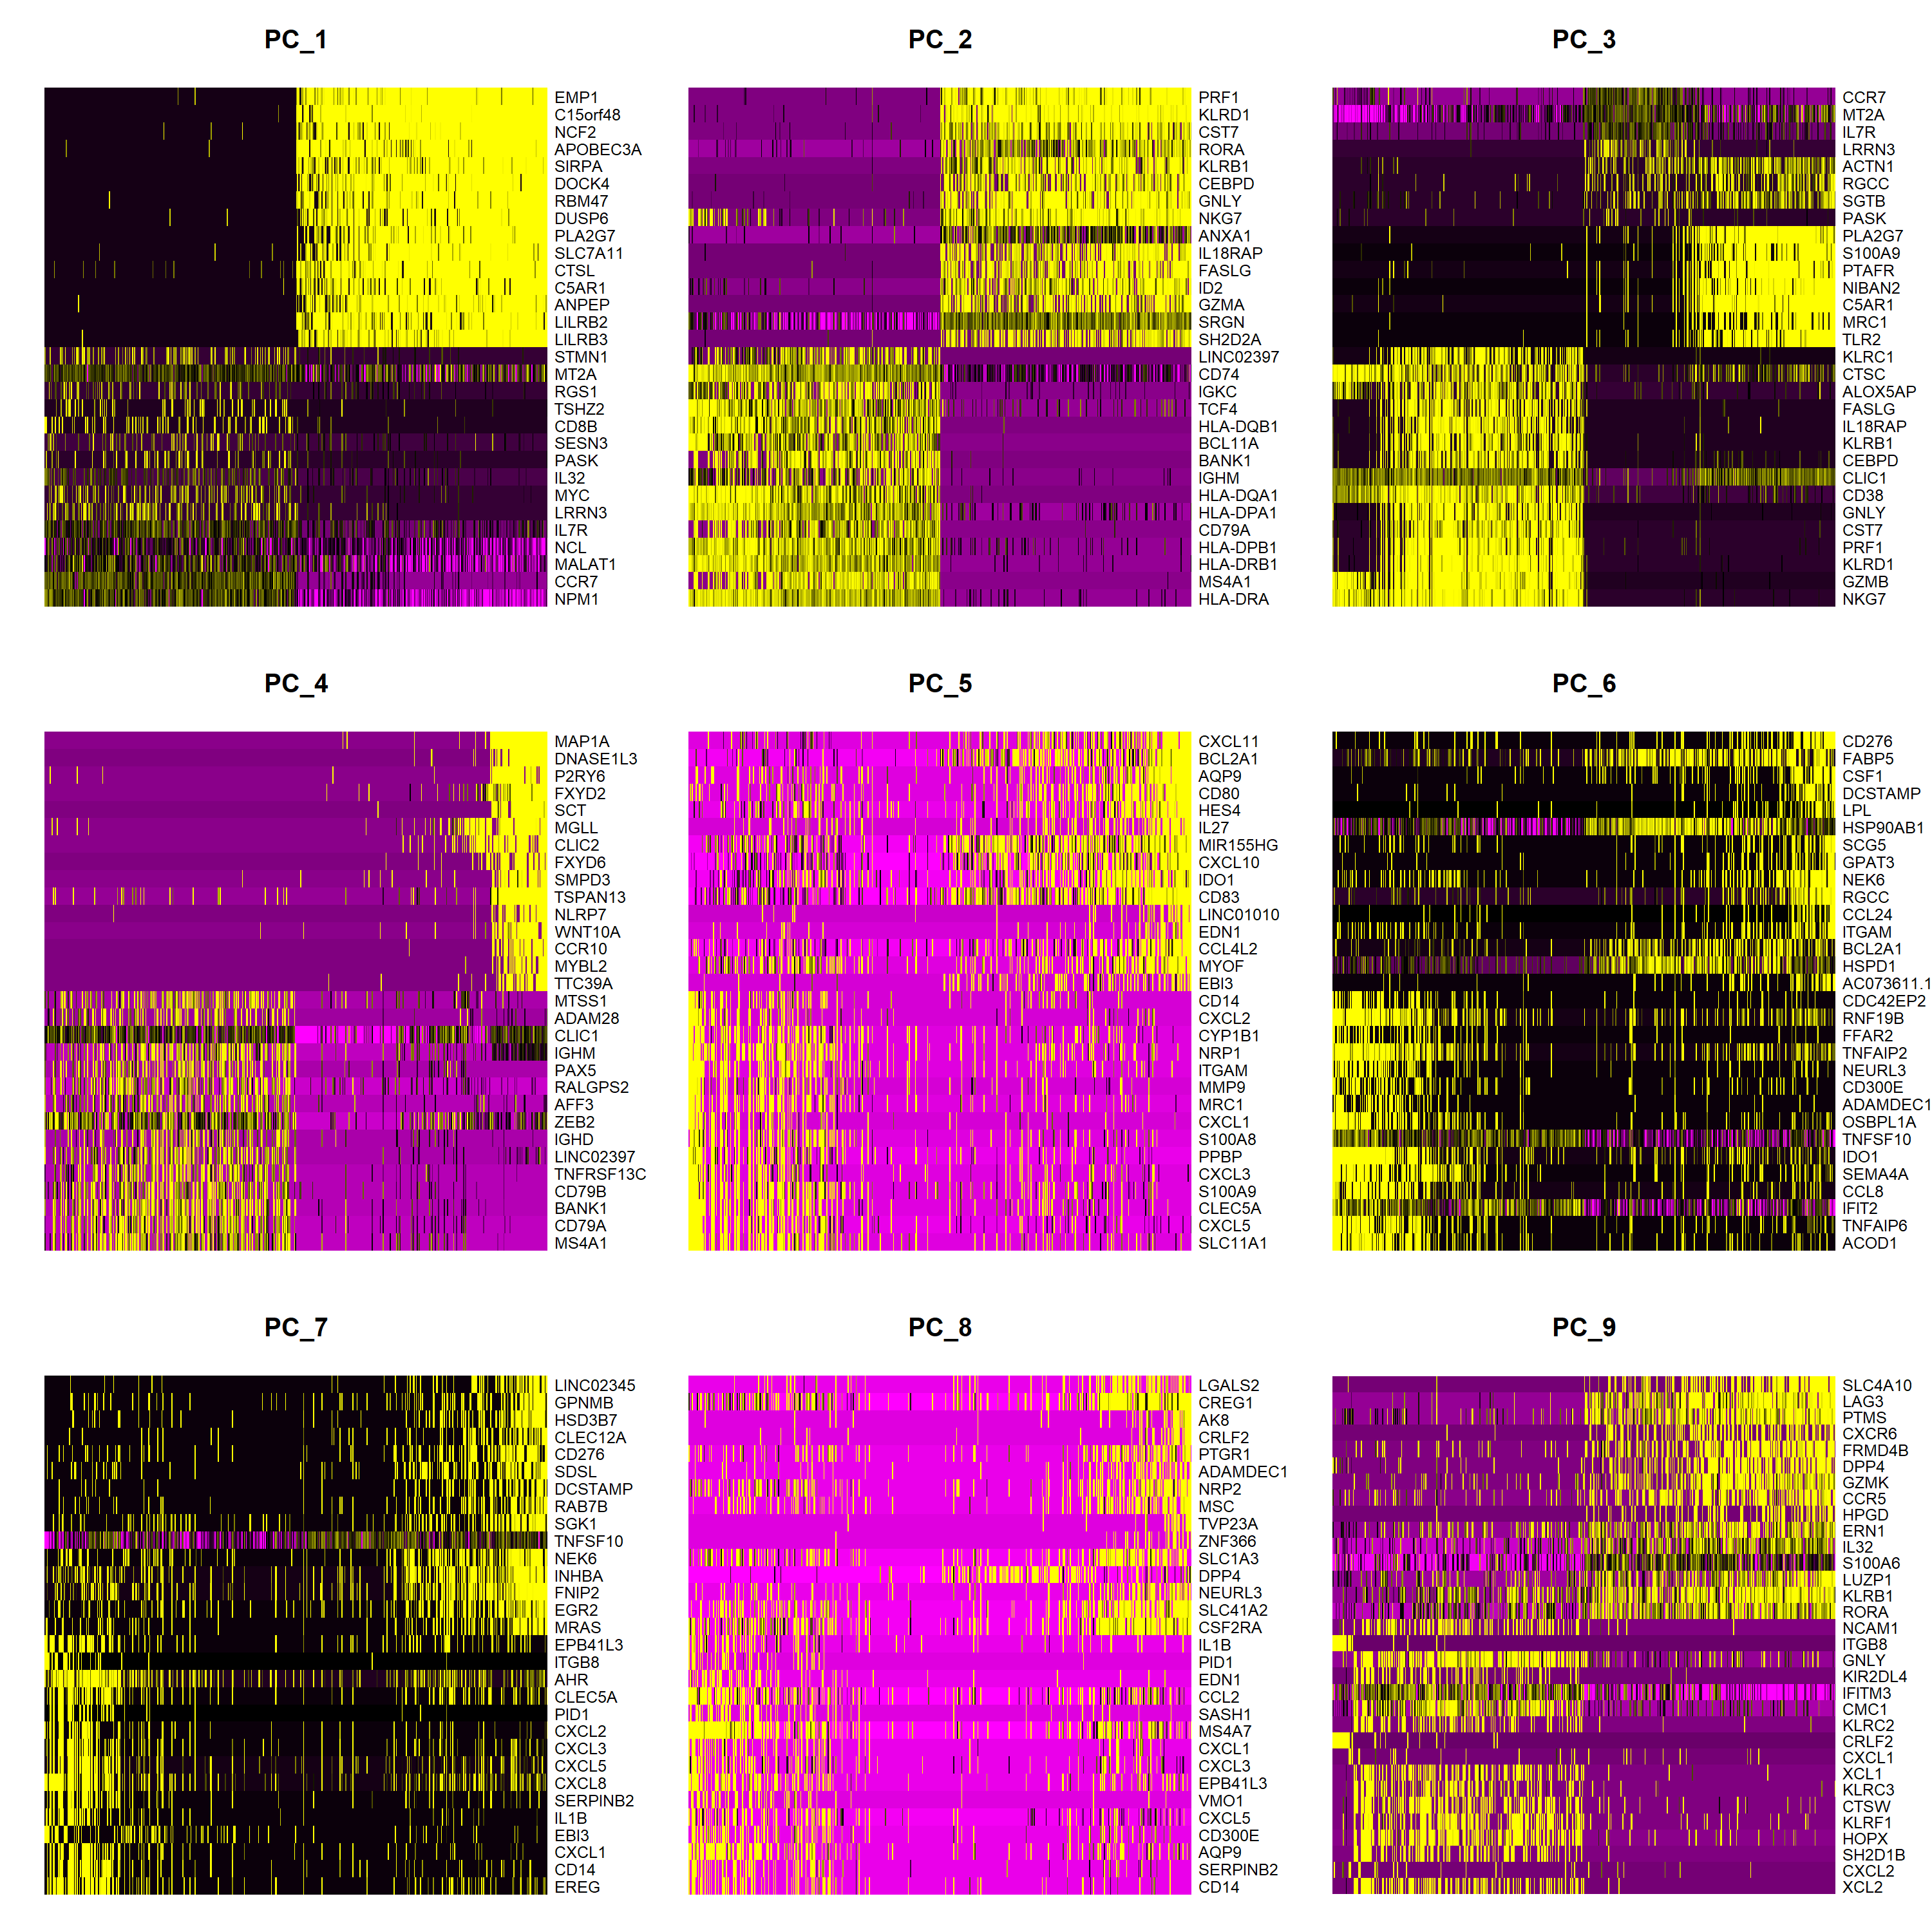 PC_1
EMP1
C15orf48
NCF2
APOBEC3A
SIRPA
DOCK4
RBM47
DUSP6
PLA2G7
SLC7A11
CTSL
C5AR1
ANPEP
LILRB2
LILRB3
STMN1
MT2A
RGS1
TSHZ2
CD8B
SESN3
PASK
IL32
MYC
LRRN3
IL7R
NCL
MALAT1
CCR7
NPM1
PC_2
PRF1
KLRD1
CST7
RORA
KLRB1
CEBPD
GNLY
NKG7
ANXA1
IL18RAP
FASLG
ID2
GZMA
SRGN
SH2D2A
LINC02397
CD74
IGKC
TCF4
HLA-DQB1
BCL11A
BANK1
IGHM
HLA-DQA1
HLA-DPA1
CD79A
HLA-DPB1
HLA-DRB1
MS4A1
HLA-DRA
PC_3
CCR7
MT2A
IL7R
LRRN3
ACTN1
RGCC
SGTB
PASK
PLA2G7
S100A9
PTAFR
NIBAN2
C5AR1
MRC1
TLR2
KLRC1
CTSC
ALOX5AP
FASLG
IL18RAP
KLRB1
CEBPD
CLIC1
CD38
GNLY
CST7
PRF1
KLRD1
GZMB
NKG7
PC_4
MAP1A
DNASE1L3
P2RY6
FXYD2
SCT
MGLL
CLIC2
FXYD6
SMPD3
TSPAN13
NLRP7
WNT10A
CCR10
MYBL2
TTC39A
MTSS1
ADAM28
CLIC1
IGHM
PAX5
RALGPS2
AFF3
ZEB2
IGHD
LINC02397
TNFRSF13C
CD79B
BANK1
CD79A
MS4A1
PC_5
CXCL11
BCL2A1
AQP9
CD80
HES4
IL27
MIR155HG
CXCL10
IDO1
CD83
LINC01010
EDN1
CCL4L2
MYOF
EBI3
CD14
CXCL2
CYP1B1
NRP1
ITGAM
MMP9
MRC1
CXCL1
S100A8
PPBP
CXCL3
S100A9
CLEC5A
CXCL5
SLC11A1
PC_6
CD276
FABP5
CSF1
DCSTAMP
LPL
HSP90AB1
SCG5
GPAT3
NEK6
RGCC
CCL24
ITGAM
BCL2A1
HSPD1
AC073611.1
CDC42EP2
RNF19B
FFAR2
TNFAIP2
NEURL3
CD300E
ADAMDEC1
OSBPL1A
TNFSF10
IDO1
SEMA4A
CCL8
IFIT2
TNFAIP6
ACOD1
PC_7
LINC02345
GPNMB
HSD3B7
CLEC12A
CD276
SDSL
DCSTAMP
RAB7B
SGK1
TNFSF10
NEK6
INHBA
FNIP2
EGR2
MRAS
EPB41L3
ITGB8
AHR
CLEC5A
PID1
CXCL2
CXCL3
CXCL5
CXCL8
SERPINB2
IL1B
EBI3
CXCL1
CD14
EREG
PC_8
LGALS2
CREG1
AK8
CRLF2
PTGR1
ADAMDEC1
NRP2
MSC
TVP23A
ZNF366
SLC1A3
DPP4
NEURL3
SLC41A2
CSF2RA
IL1B
PID1
EDN1
CCL2
SASH1
MS4A7
CXCL1
CXCL3
EPB41L3
VMO1
CXCL5
CD300E
AQP9
SERPINB2
CD14
PC_9
SLC4A10
LAG3
PTMS
CXCR6
FRMD4B
DPP4
GZMK
CCR5
HPGD
ERN1
IL32
S100A6
LUZP1
KLRB1
RORA
NCAM1
ITGB8
GNLY
KIR2DL4
IFITM3
CMC1
KLRC2
CRLF2
CXCL1
XCL1
KLRC3
CTSW
KLRF1
HOPX
SH2D1B
CXCL2
XCL2